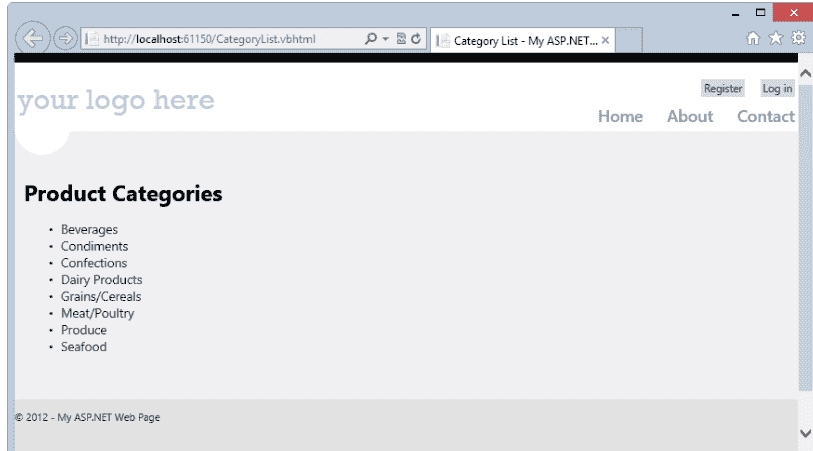 http://localhost:61150/CategoryList.vbhtml
Category List - My ASP.NET...
Register Log in
your logo here
Home About Contact
Product Categories
• Beverages
• Condiments
• Confections
• Dairy Products
• Grains/Cereals
• Meat/Poultry
• Produce
• Seafood
© 2012 - My ASP.NET Web Page